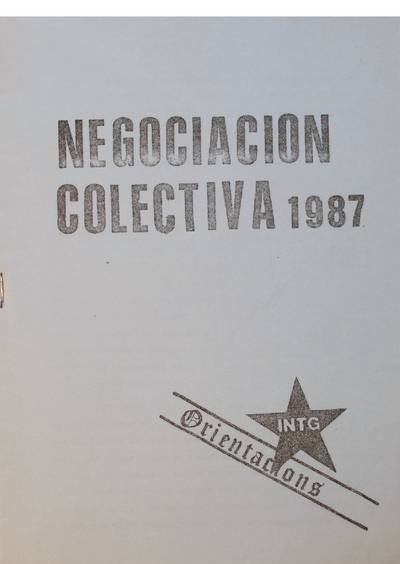 NEGOCIACION
COLECTIVA 1987
INTG
Orientacions